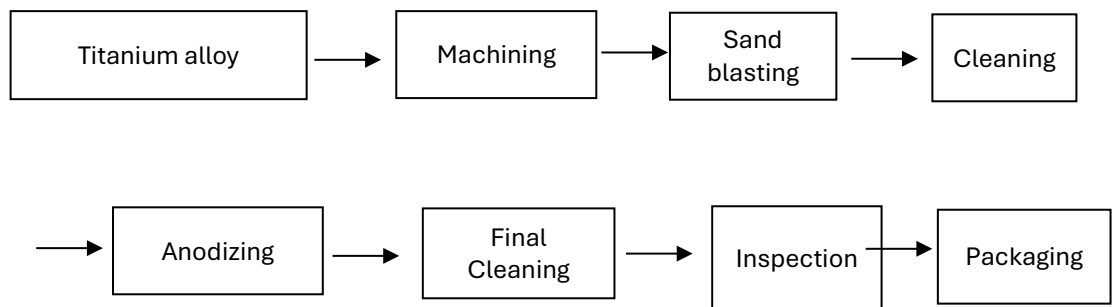 Titanium alloy
Machining
Sand
blasting
Cleaning
Anodizing
Final
Cleaning
Inspection
Packaging